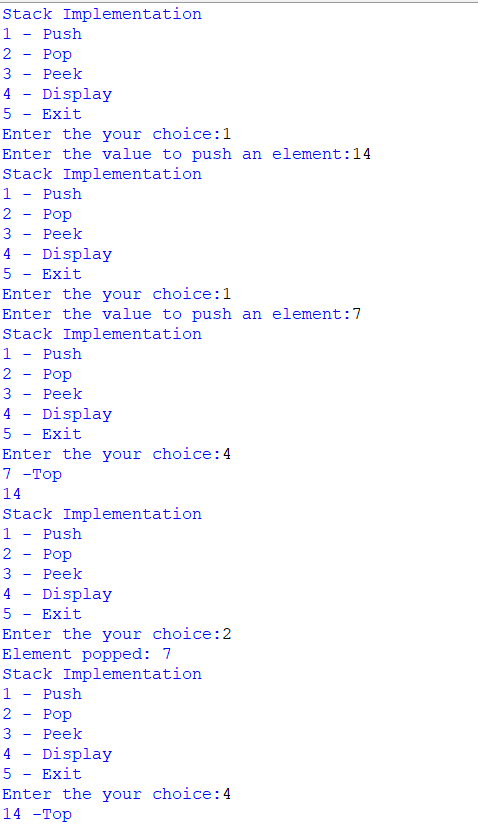 Stack Implementation
1 - Push
2 - Pop
3 - Peek
4 - Display
5 - Exit
Enter the your choice:1
Enter the value to push an element:14
Stack Implementation
1 - Push
2 - Pop
3 - Peek
4 - Display
5 - Exit
Enter the your choice:1
Enter the value to push an element:7
Stack Implementation
1 - Push
2 - Pop
3 - Peek
4 - Display
5 - Exit
Enter the your choice:4
7 -Top
14
Stack Implementation
1 - Push
2 - Pop
3 - Peek
4 - Display
5 - Exit
Enter the your choice:2
Element popped: 7
Stack Implementation
1 - Push
2 - Pop
3 - Peek
4 - Display
5 - Exit
Enter the your choice:4
14 -Top